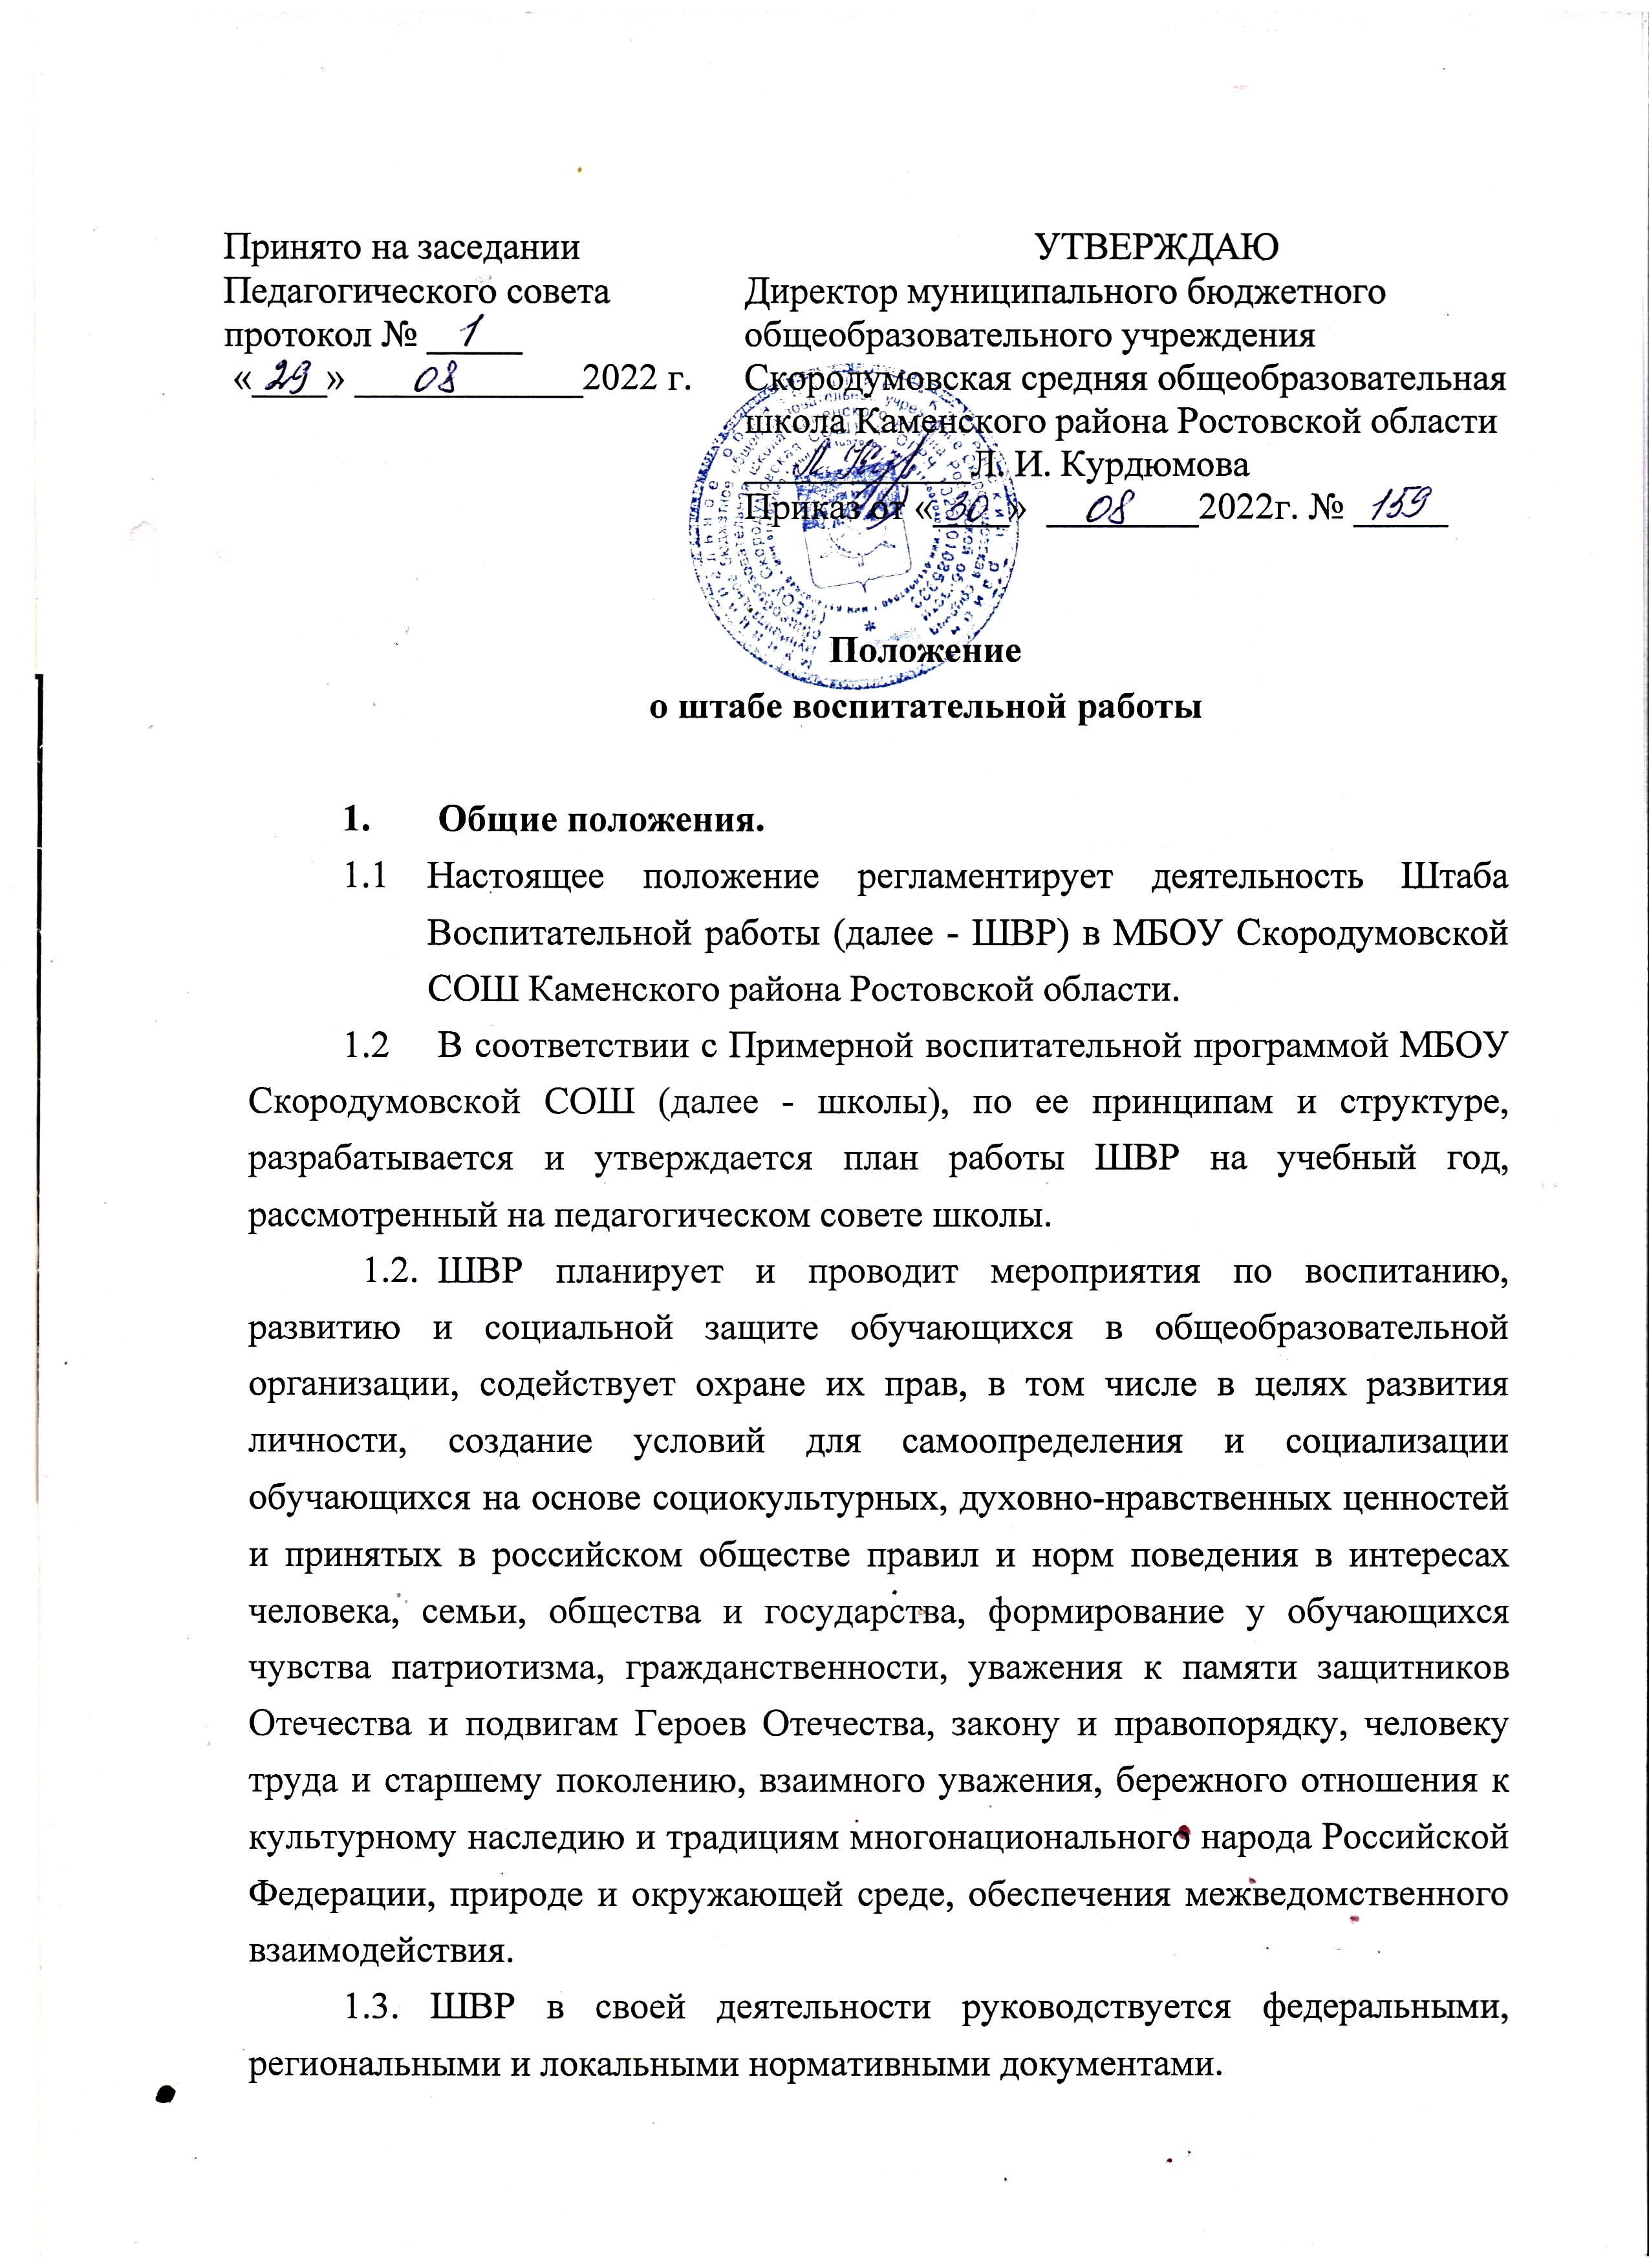 Принято на заседании
Педагогического совета
протокол № 1
«29» 08 2022 г.
УТВЕРЖДАЮ
Директор муниципального бюджетного
общеобразовательного учреждения
Скородумовская средняя общеобразовательная
школа Каменского района Ростовской области
Л. И. Курдюмова
Приказ от «30» 08 2022г. № 159
Положение
о штабе воспитательной работы
1. Общие положения.
1.1 Настоящее положение регламентирует деятельность Штаба
Воспитательной работы (далее - ШВР) в МБОУ Скородумовской
СОШ Каменского района Ростовской области.
1.2 В соответствии с Примерной воспитательной программой МБОУ
Скородумовской СОШ (далее - школы), по ее принципам и структуре,
разрабатывается и утверждается план работы ШВР на учебный год,
рассмотренный на педагогическом совете школы.
1.2. ШВР планирует и проводит мероприятия по воспитанию,
развитию и социальной защите обучающихся в общеобразовательной
организации, содействует охране их прав, в том числе в целях развития
личности, создание условий для самоопределения и социализации
обучающихся на основе социокультурных, духовно-нравственных ценностей
и принятых в российском обществе правил и норм поведения в интересах
человека, семьи, общества и государства, формирование у обучающихся
чувства патриотизма, гражданственности, уважения к памяти защитников
Отечества и подвигам Героев Отечества, закону и правопорядку, человеку
труда и старшему поколению, взаимного уважения, бережного отношения к
культурному наследию и традициям многонационального народа Российской
Федерации, природе и окружающей среде, обеспечения межведомственного
взаимодействия.
1.3. ШВР в своей деятельности руководствуется федеральными,
региональными и локальными нормативными документами.